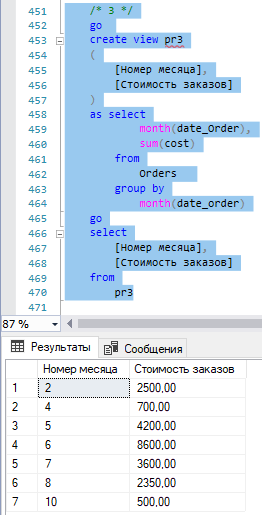 451 /* 3 */
452 go
453 create view pr3
454 (
455 [Номер месяца],
456 [Стоимость заказов]
457 )
458 as select
459 month(date_Order),
460 sum(cost)
461 from
462 Orders
463 group by
464 month(date_order)
465 go
466 select
467 [Номер месяца],
468 [Стоимость заказов]
469 from
470 pr3
471
87 %
Результаты Сообщения
Номер месяца Стоимость заказов
1 2 2500,00
2 4 700,00
3 5 4200,00
4 6 8600,00
5 7 3600,00
6 8 2350,00
7 10 500,00